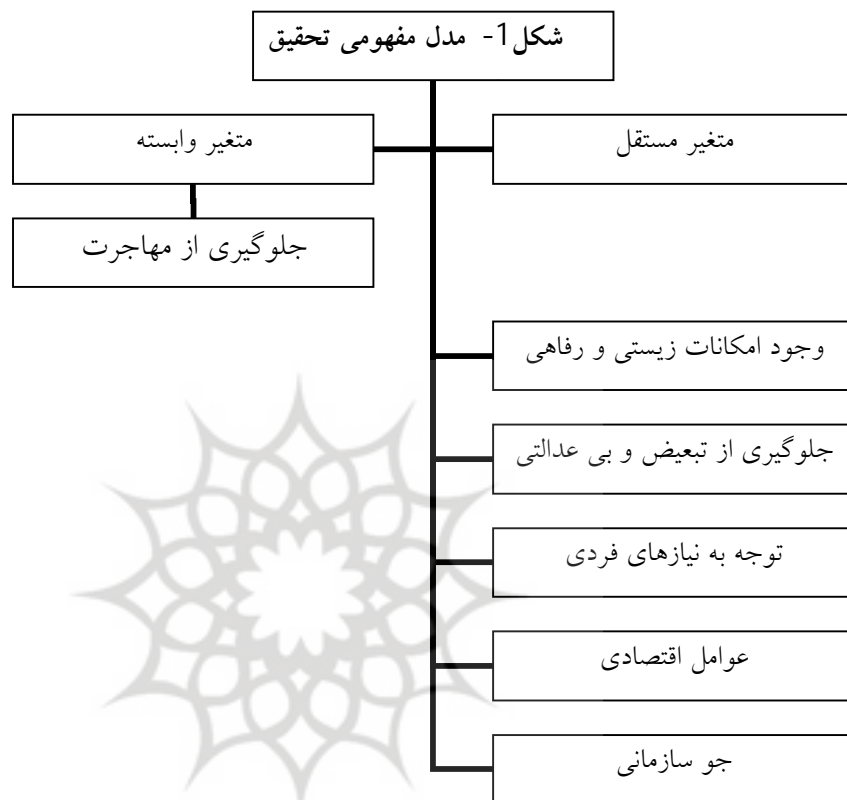 شکل1- مدل مفهومی تحقیق
متغیر مستقل
متغیر وابسته
جلوگیری از مهاجرت
وجود امکانات زیستی و رفاهی
جلوگیری از تبعیض و بی عدالتی
توجه به نیازهای فردی
عوامل اقتصادی
جو سازمانی